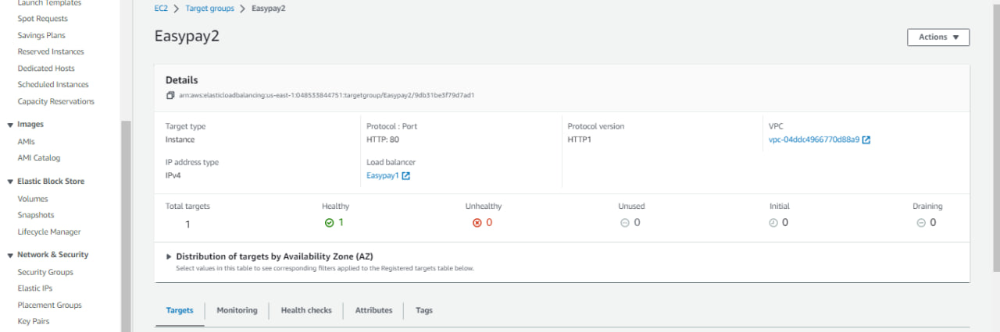 Launch Templates
Spot Requests
Savings Plans
Reserved Instances
Dedicated Hosts
Scheduled Instances
Capacity Reservations
Images
AMIs
AMI Catalog
Elastic Block Store
Volumes
Snapshots
Lifecycle Manager
Network & Security
Security Groups
Elastic IPs
Placement Groups
Key Pairs
EC2 > Target groups > Easypay2
Easypay2
Actions
Details
arn:aws:elasticloadbalancing:us-east-1:048533844751:targetgroup/Easypay2/9db31be3f79d7ad1
Target type
Instance
Protocol : Port
HTTP: 80
Protocol version
HTTP1
VPC
vpc-04ddc4966770d88a9
IP address type
IPv4
Load balancer
Easypay1
Total targets
1
Healthy
1
Unhealthy
0
Unused
0
Initial
0
Draining
0
Distribution of targets by Availability Zone (AZ)
Select values in this table to see corresponding filters applied to the Registered targets table below.
Targets
Monitoring
Health checks
Attributes
Tags